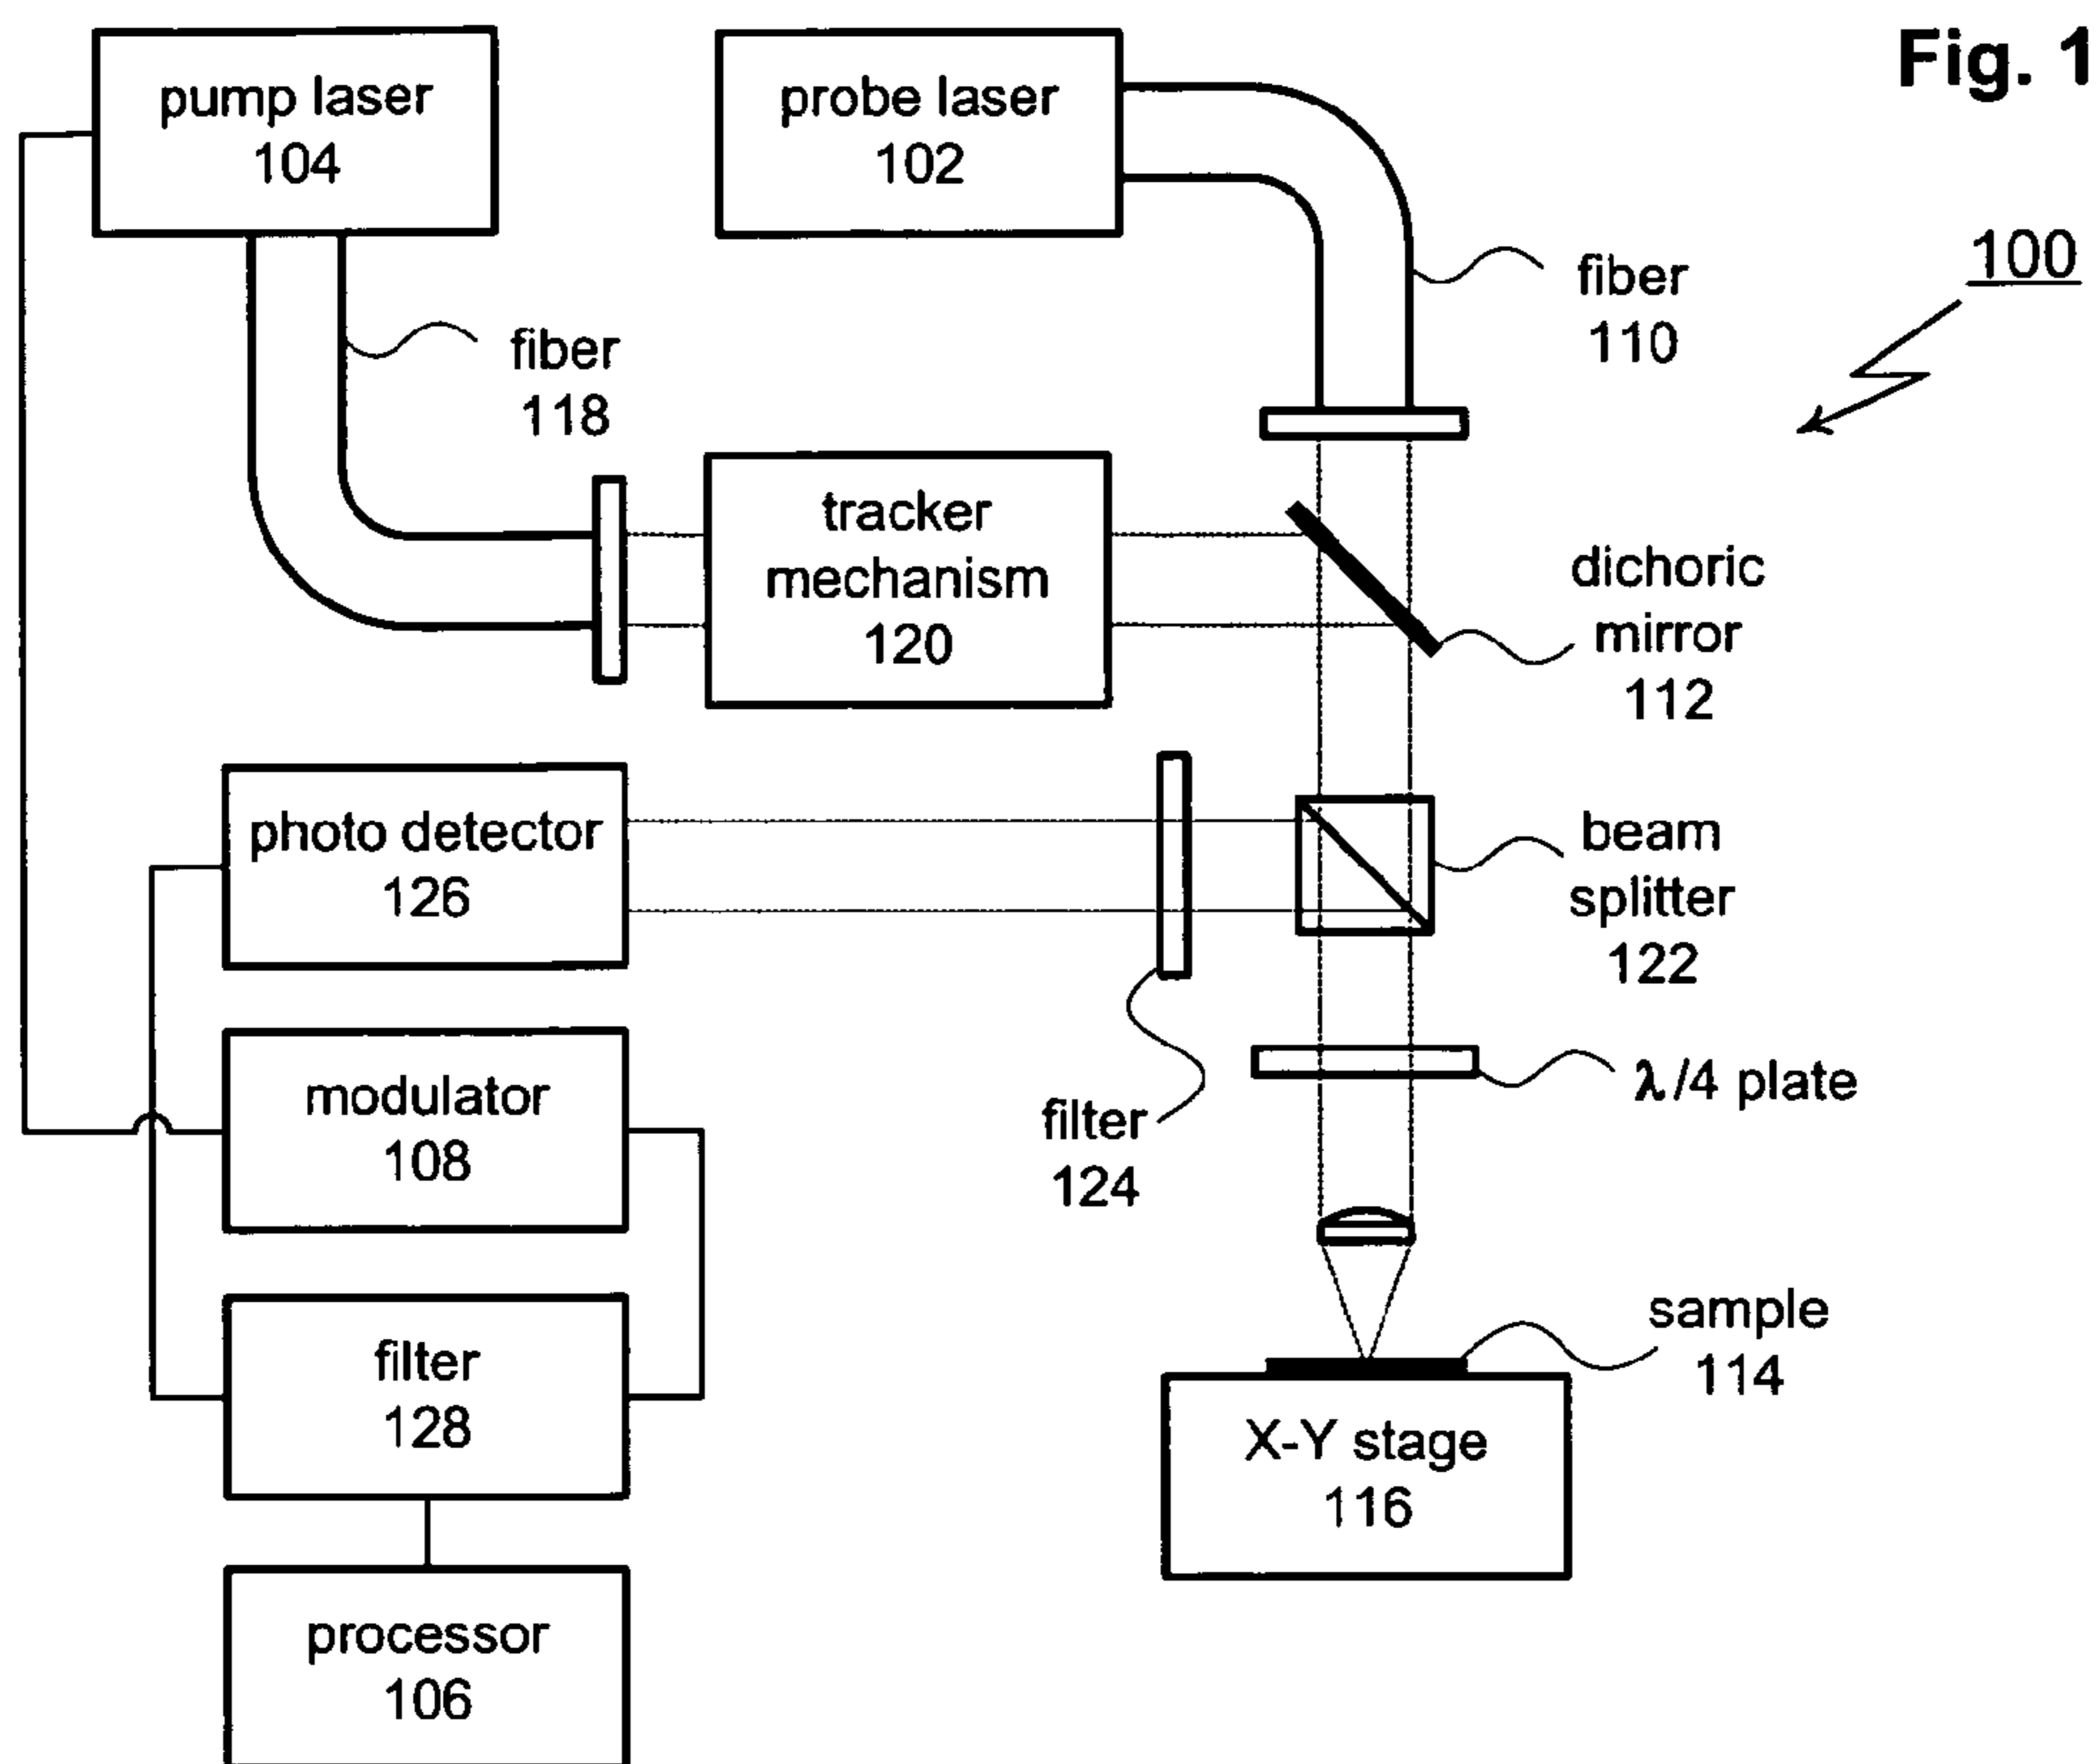 Fig. 1
pump laser
104
probe laser
102
100
fiber
110
fiber
118
tracker
mechanism
120
dichoric
mirror
112
photo detector
126
beam
splitter
122
modulator
108
filter
124
λ/4 plate
filter
128
sample
114
X-Y stage
116
processor
106